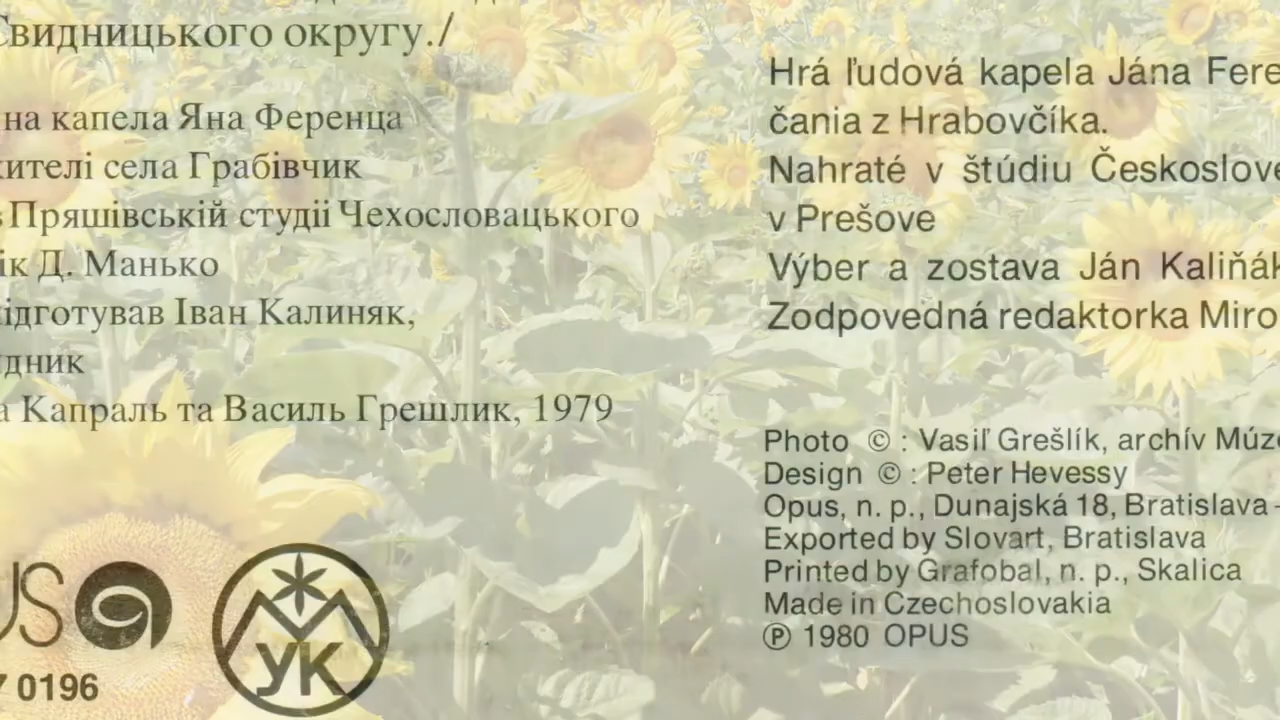 Свидницького округу./
на капела Яна Ференца
жителі села Грабівчик
в Пряшівській студії Чехословацького
ік Д. Манько
підготував Іван Калиняк,
идник
а Капраль та Василь Грешлик, 1979
US
7 0196
УК
Hrá ľudová kapela Jána Fere
čania z Hrabovčíka.
Nahraté v štúdiu Českoslove
v Prešove
Výber a zostava Ján Kaliňák
Zodpovedná redaktorka Miro
Photo © : Vasiľ Grešlík, archív Múze
Design © : Peter Hevessy
Opus, n. p., Dunajská 18, Bratislava -
Exported by Slovart, Bratislava
Printed by Grafobal, n. p., Skalica
Made in Czechoslovakia
℗ 1980 OPUS